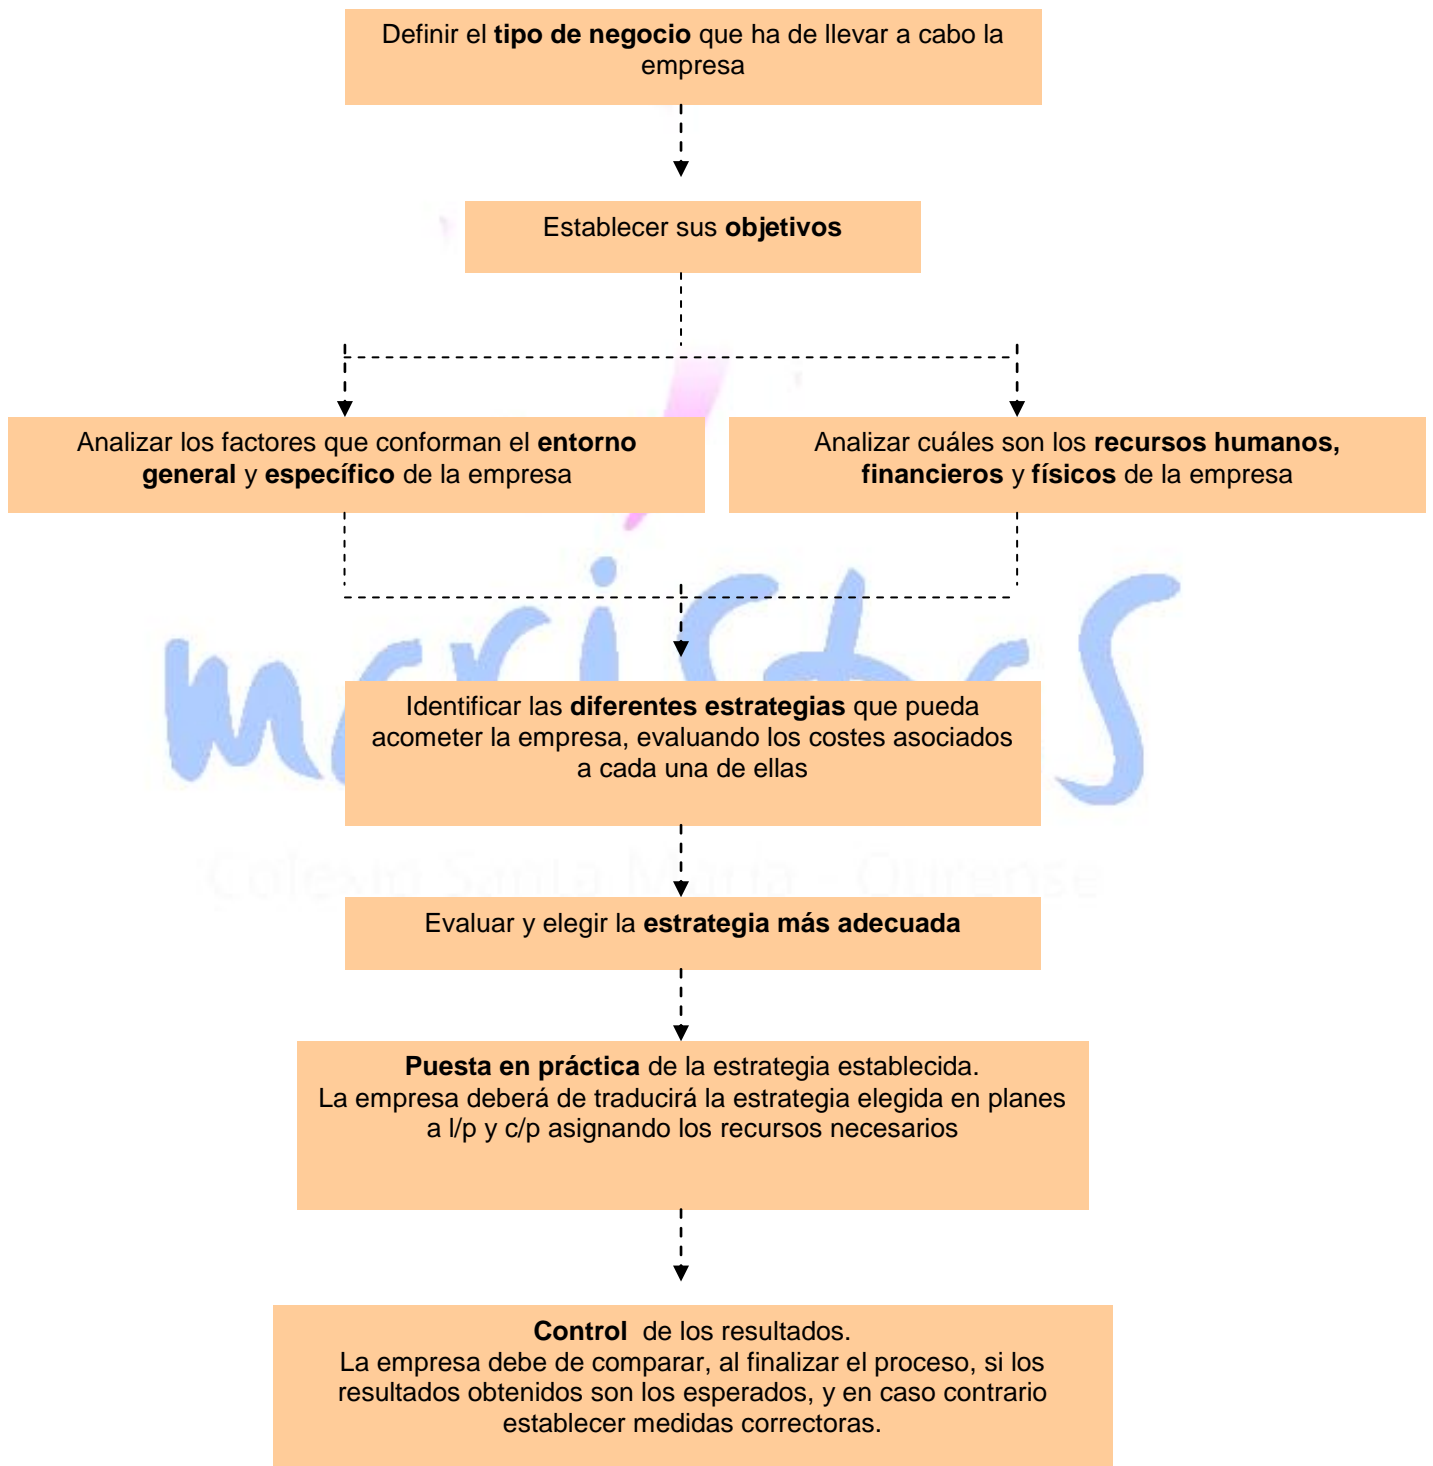 Definir el tipo de negocio que ha de llevar a cabo la
empresa
Establecer sus objetivos
Analizar los factores que conforman el entorno
general y específico de la empresa
Analizar cuáles son los recursos humanos,
financieros y físicos de la empresa
maristas
Identificar las diferentes estrategias que pueda
acometer la empresa, evaluando los costes asociados
a cada una de ellas
Colexio Santa María - Ourense
Evaluar y elegir la estrategia más adecuada
Puesta en práctica de la estrategia establecida.
La empresa deberá de traducirá la estrategia elegida en planes
a l/p y c/p asignando los recursos necesarios
Control de los resultados.
La empresa debe de comparar, al finalizar el proceso, si los
resultados obtenidos son los esperados, y en caso contrario
establecer medidas correctoras.